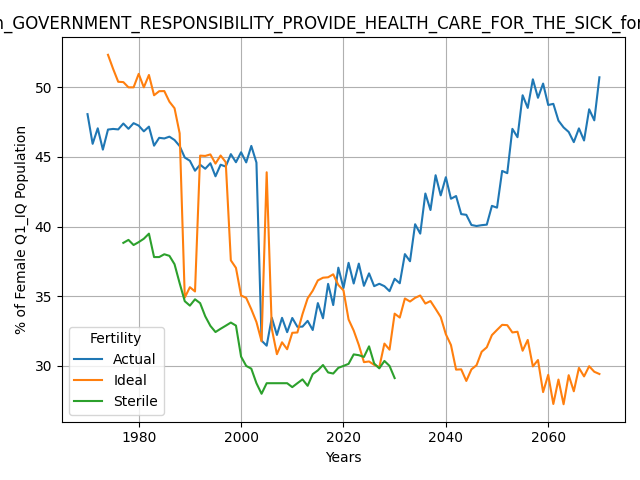 _GOVERNMENT_RESPONSIBILITY_PROVIDE_HEALTH_CARE_FOR_THE_SICK_for
% of Female Q1_IQ Population
50
45
40
35
30
Fertility
Actual
Ideal
Sterile
1980
2000
2020
2040
2060
Years